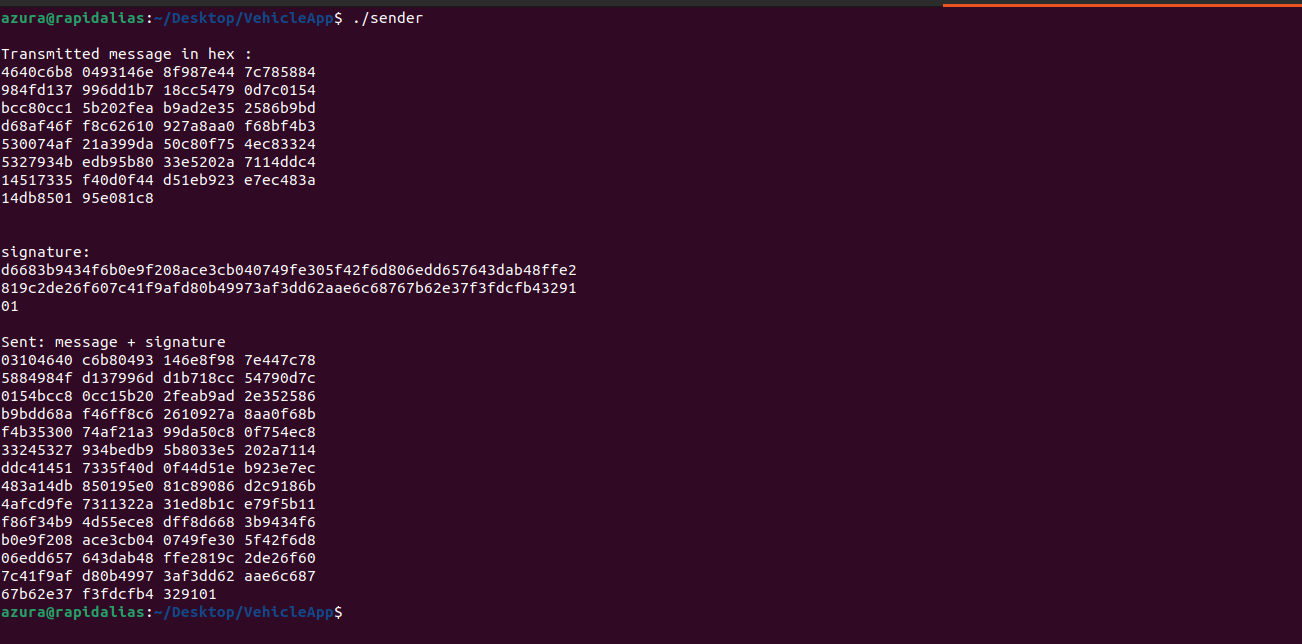 azura@rapidalias:~/Desktop/VehicleApp$ ./sender
Transmitted message in hex :
4640c6b8 0493146e 8f987e44 7c785884
984fd137 996dd1b7 18cc5479 0d7c0154
bcc80cc1 5b202fea b9ad2e35 2586b9bd
d68af46f f8c62610 927a8aa0 f68bf4b3
530074af 21a399da 50c80f75 4ec83324
5327934b edb95b80 33e5202a 7114ddc4
14517335 f40d0f44 d51eb923 e7ec483a
14db8501 95e081c8
signature:
d6683b9434f6b0e9f208ace3cb040749fe305f42f6d806edd657643dab48ffe2
819c2de26f607c41f9afd80b49973af3dd62aae6c68767b62e37f3fdcfb43291
01
Sent: message + signature
03104640 c6b80493 146e8f98 7e447c78
5884984f d137996d d1b718cc 54790d7c
0154bcc8 0cc15b20 2feab9ad 2e352586
b9bdd68a f46ff8c6 2610927a 8aa0f68b
f4b35300 74af21a3 99da50c8 0f754ec8
33245327 934bedb9 5b8033e5 202a7114
ddc41451 7335f40d 0f44d51e b923e7ec
483a14db 850195e0 81c89086 d2c9186b
4afcd9fe 7311322a 31ed8b1c e79f5b11
f86f34b9 4d55ece8 dff8d668 3b9434f6
b0e9f208 ace3cb04 0749fe30 5f42f6d8
06edd657 643dab48 ffe2819c 2de26f60
7c41f9af d80b4997 3af3dd62 aae6c687
67b62e37 f3fdcfb4 329101
azura@rapidalias:~/Desktop/VehicleApp$